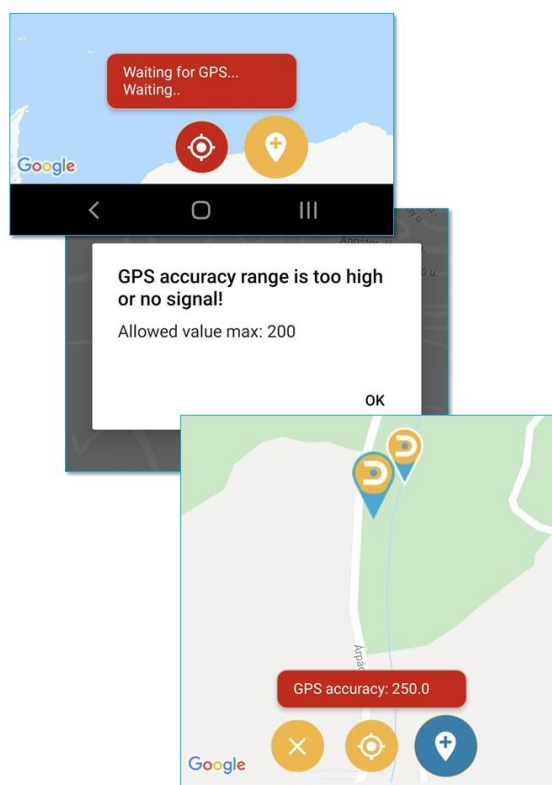 Waiting for GPS...
Waiting..
Google
GPS accuracy range is too high
or no signal!
Allowed value max: 200
OK
GPS accuracy: 250.0
Google